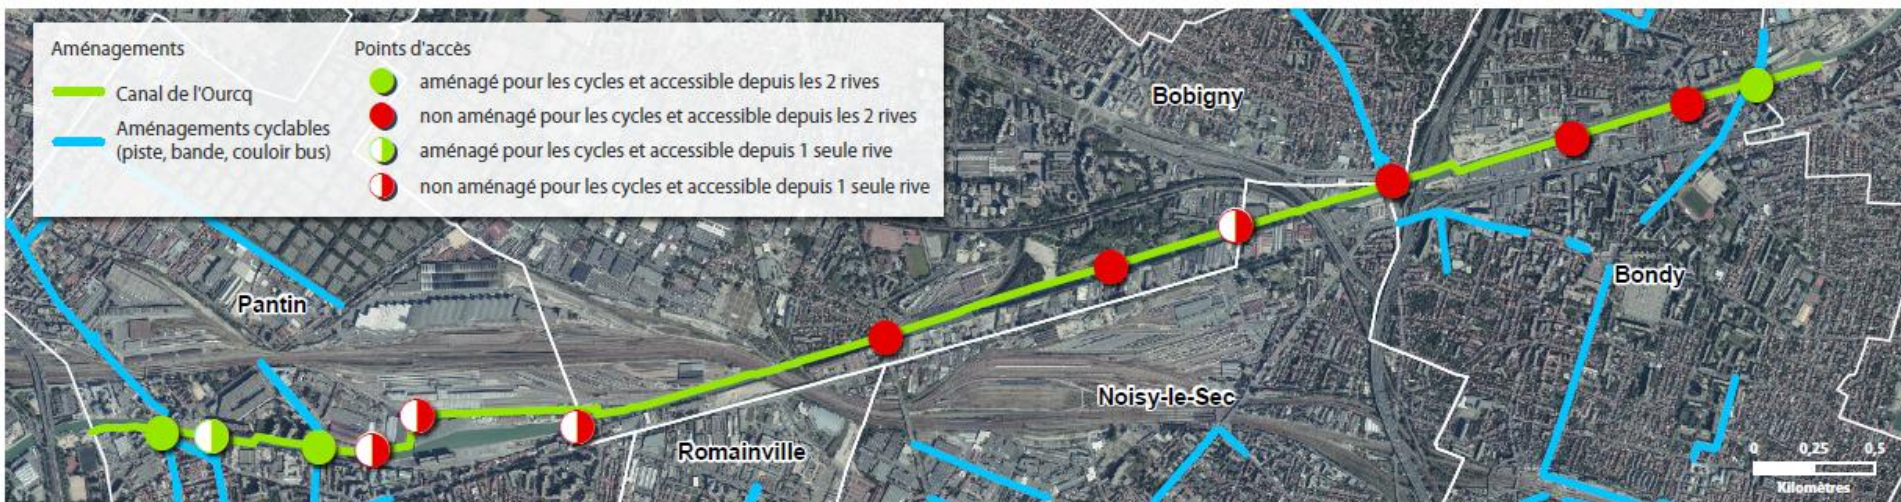 Aménagements
Canal de l'Ourcq
Aménagements cyclables
(piste, bande, couloir bus)
Points d'accès
aménagé pour les cycles et accessible depuis les 2 rives
non aménagé pour les cycles et accessible depuis les 2 rives
aménagé pour les cycles et accessible depuis 1 seule rive
non aménagé pour les cycles et accessible depuis 1 seule rive
Bobigny
Pantin
Bondy
Noisy-le-Sec
Romainville
0 0,25 0,5
Kilomètres